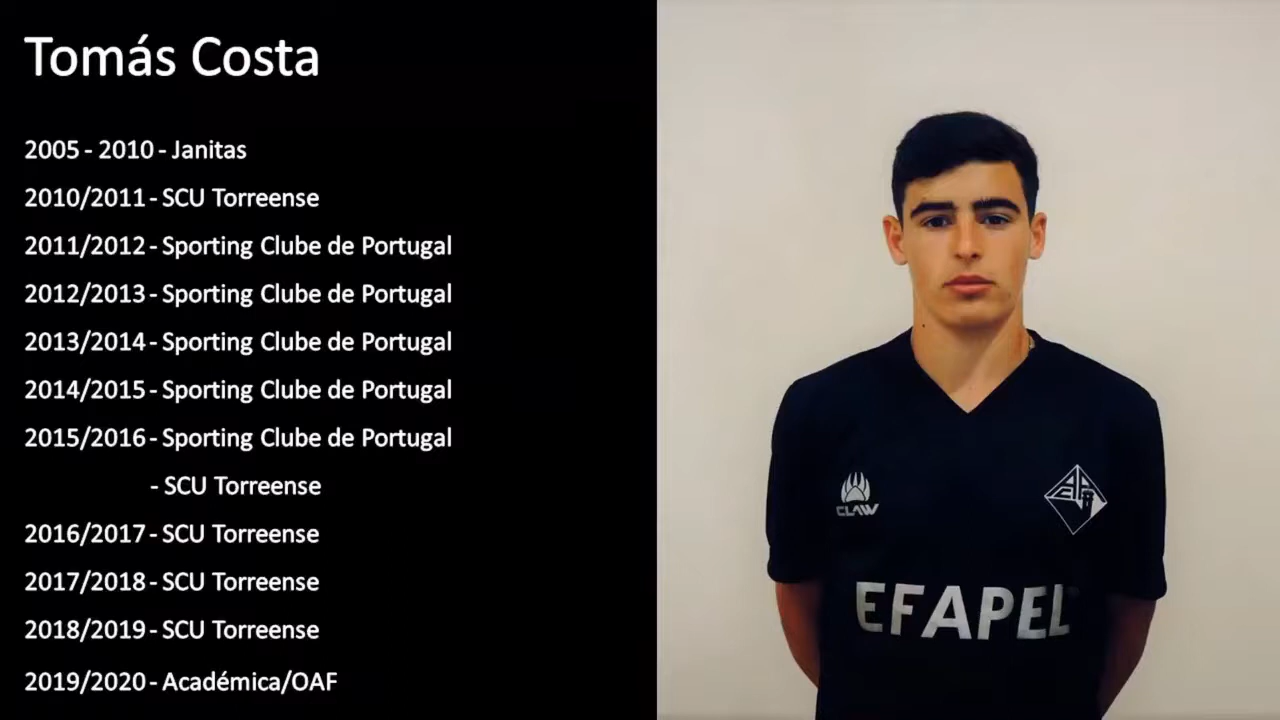 Tomás Costa
2005 - 2010 - Janitas
2010/2011 - SCU Torreense
2011/2012 - Sporting Clube de Portugal
2012/2013 - Sporting Clube de Portugal
2013/2014 - Sporting Clube de Portugal
2014/2015 - Sporting Clube de Portugal
2015/2016 - Sporting Clube de Portugal
- SCU Torreense
2016/2017 - SCU Torreense
2017/2018 - SCU Torreense
2018/2019 - SCU Torreense
2019/2020 - Académica/OAF
CLAW
EFAPEL